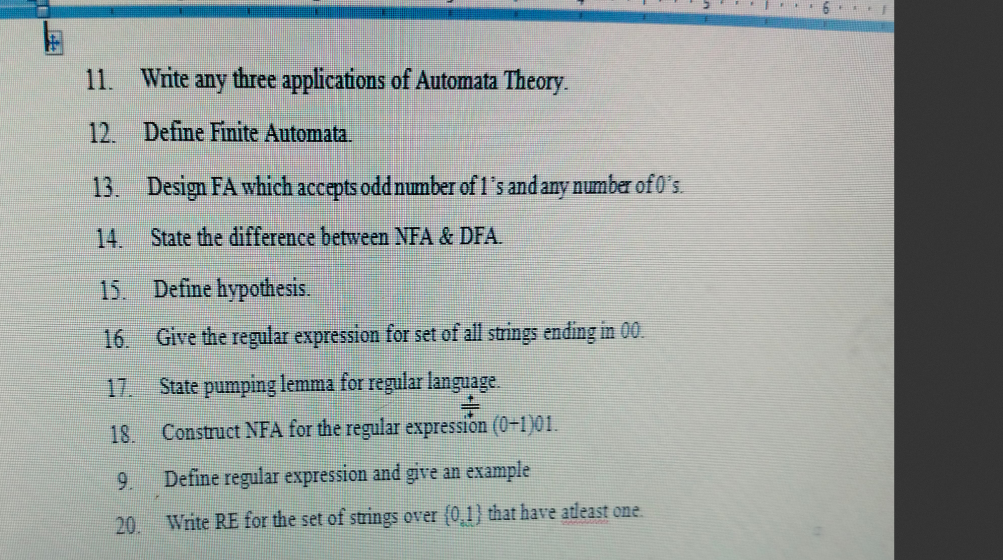 5 6
11. Write any three applications of Automata Theory.
12. Define Finite Automata.
13. Design FA which accepts odd number of 1's and any number of 0's.
14. State the difference between NFA & DFA.
15. Define hypothesis.
16. Give the regular expression for set of all strings ending in 00.
17. State pumping lemma for regular language.
18. Construct NFA for the regular expression (0+1)01.
9. Define regular expression and give an example
20. Write RE for the set of strings over {0,1} that have atleast one.